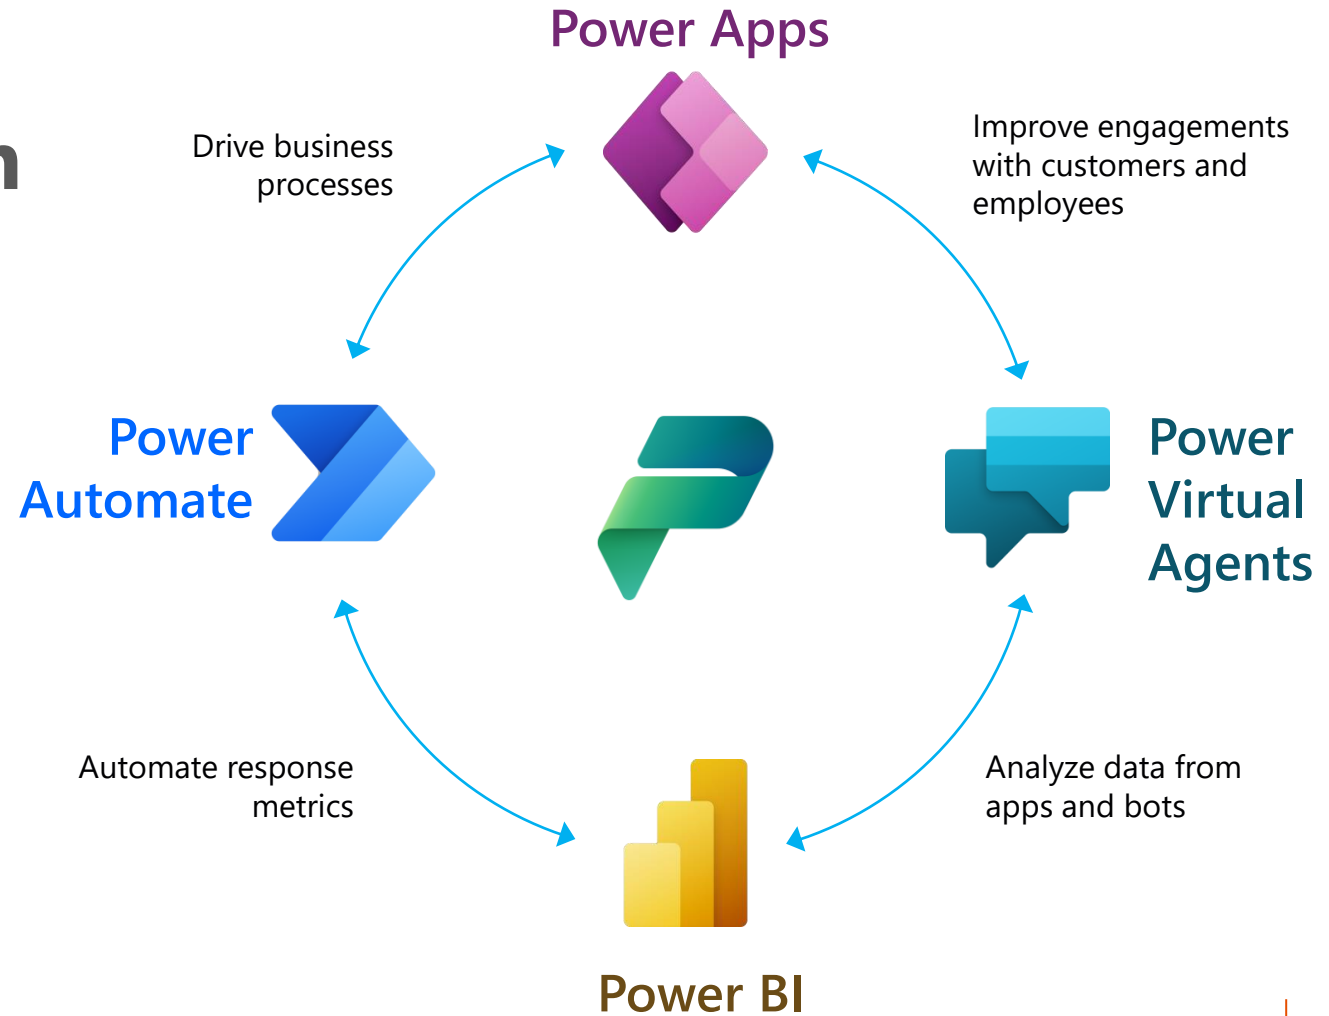 Power Apps
Drive business
processes
Improve engagements
with customers and
employees
Power
Automate
Power
Virtual
Agents
Automate response
metrics
Analyze data from
apps and bots
Power BI